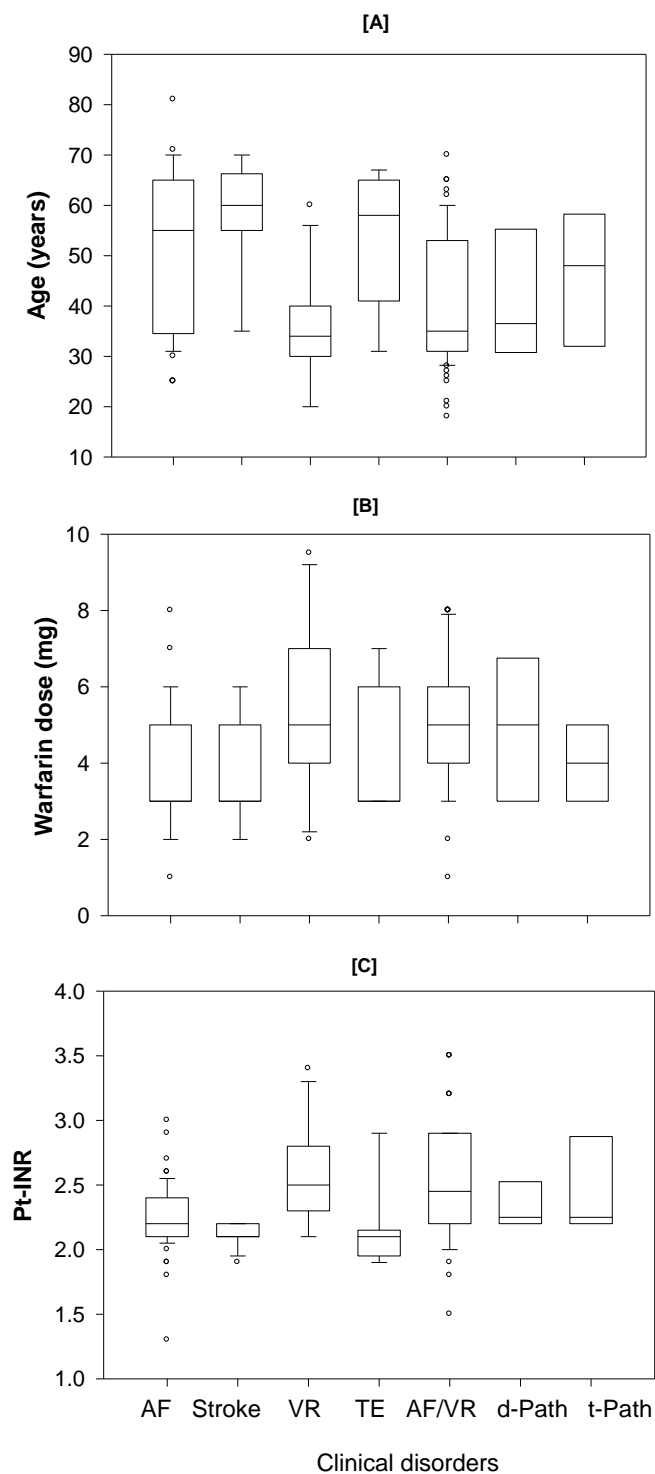 [A]
Age (years)
90
80
70
60
50
40
30
20
10
[B]
Warfarin dose (mg)
10
8
6
4
2
0
[C]
Pt-INR
4.0
3.5
3.0
2.5
2.0
1.5
1.0
AF Stroke VR TE AF/VR d-Path t-Path
Clinical disorders